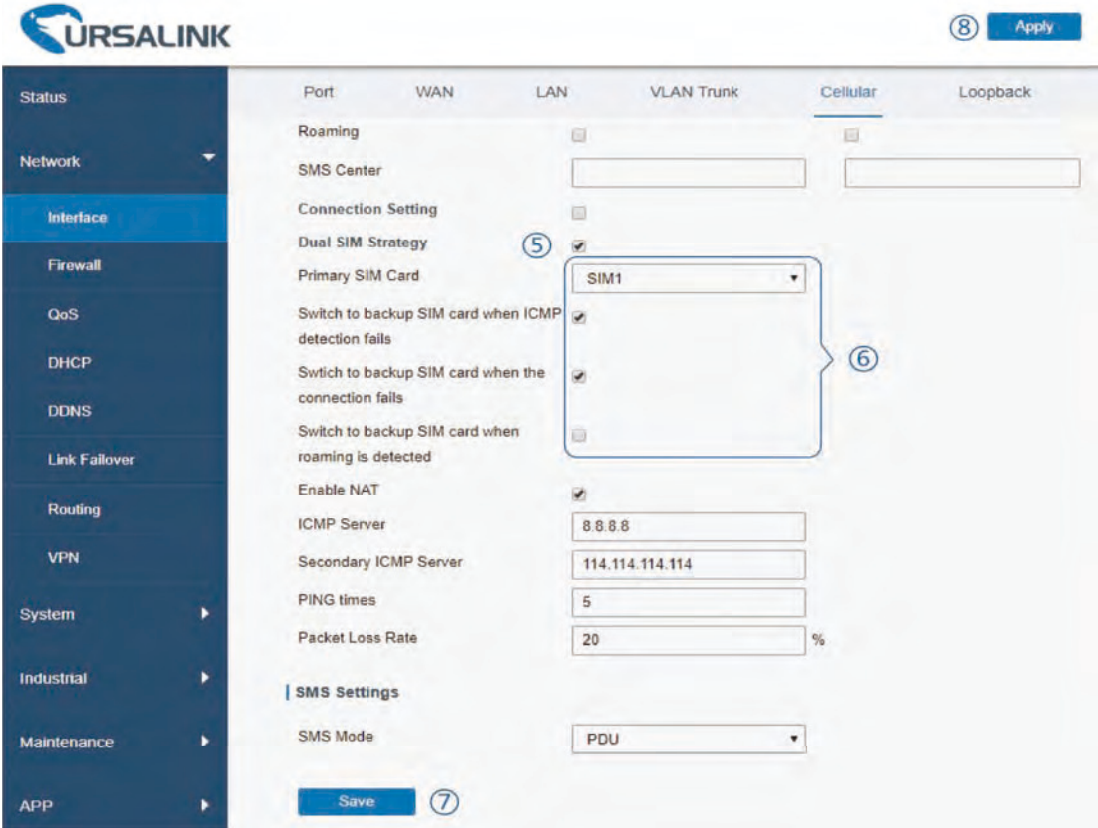 URSALINK
⑧ Apply
Status
Network
Interface
Firewall
QoS
DHCP
DDNS
Link Failover
Routing
VPN
System
Industrial
Maintenance
APP
Port WAN LAN VLAN Trunk Cellular Loopback
Roaming
SMS Center
Connection Setting
Dual SIM Strategy ⑤
Primary SIM Card SIM1
Switch to backup SIM card when ICMP
detection fails
Swtich to backup SIM card when the
connection fails
⑥
Switch to backup SIM card when
roaming is detected
Enable NAT
ICMP Server 8.8.8.8
Secondary ICMP Server 114.114.114.114
PING times 5
Packet Loss Rate 20 %
SMS Settings
SMS Mode PDU
Save ⑦